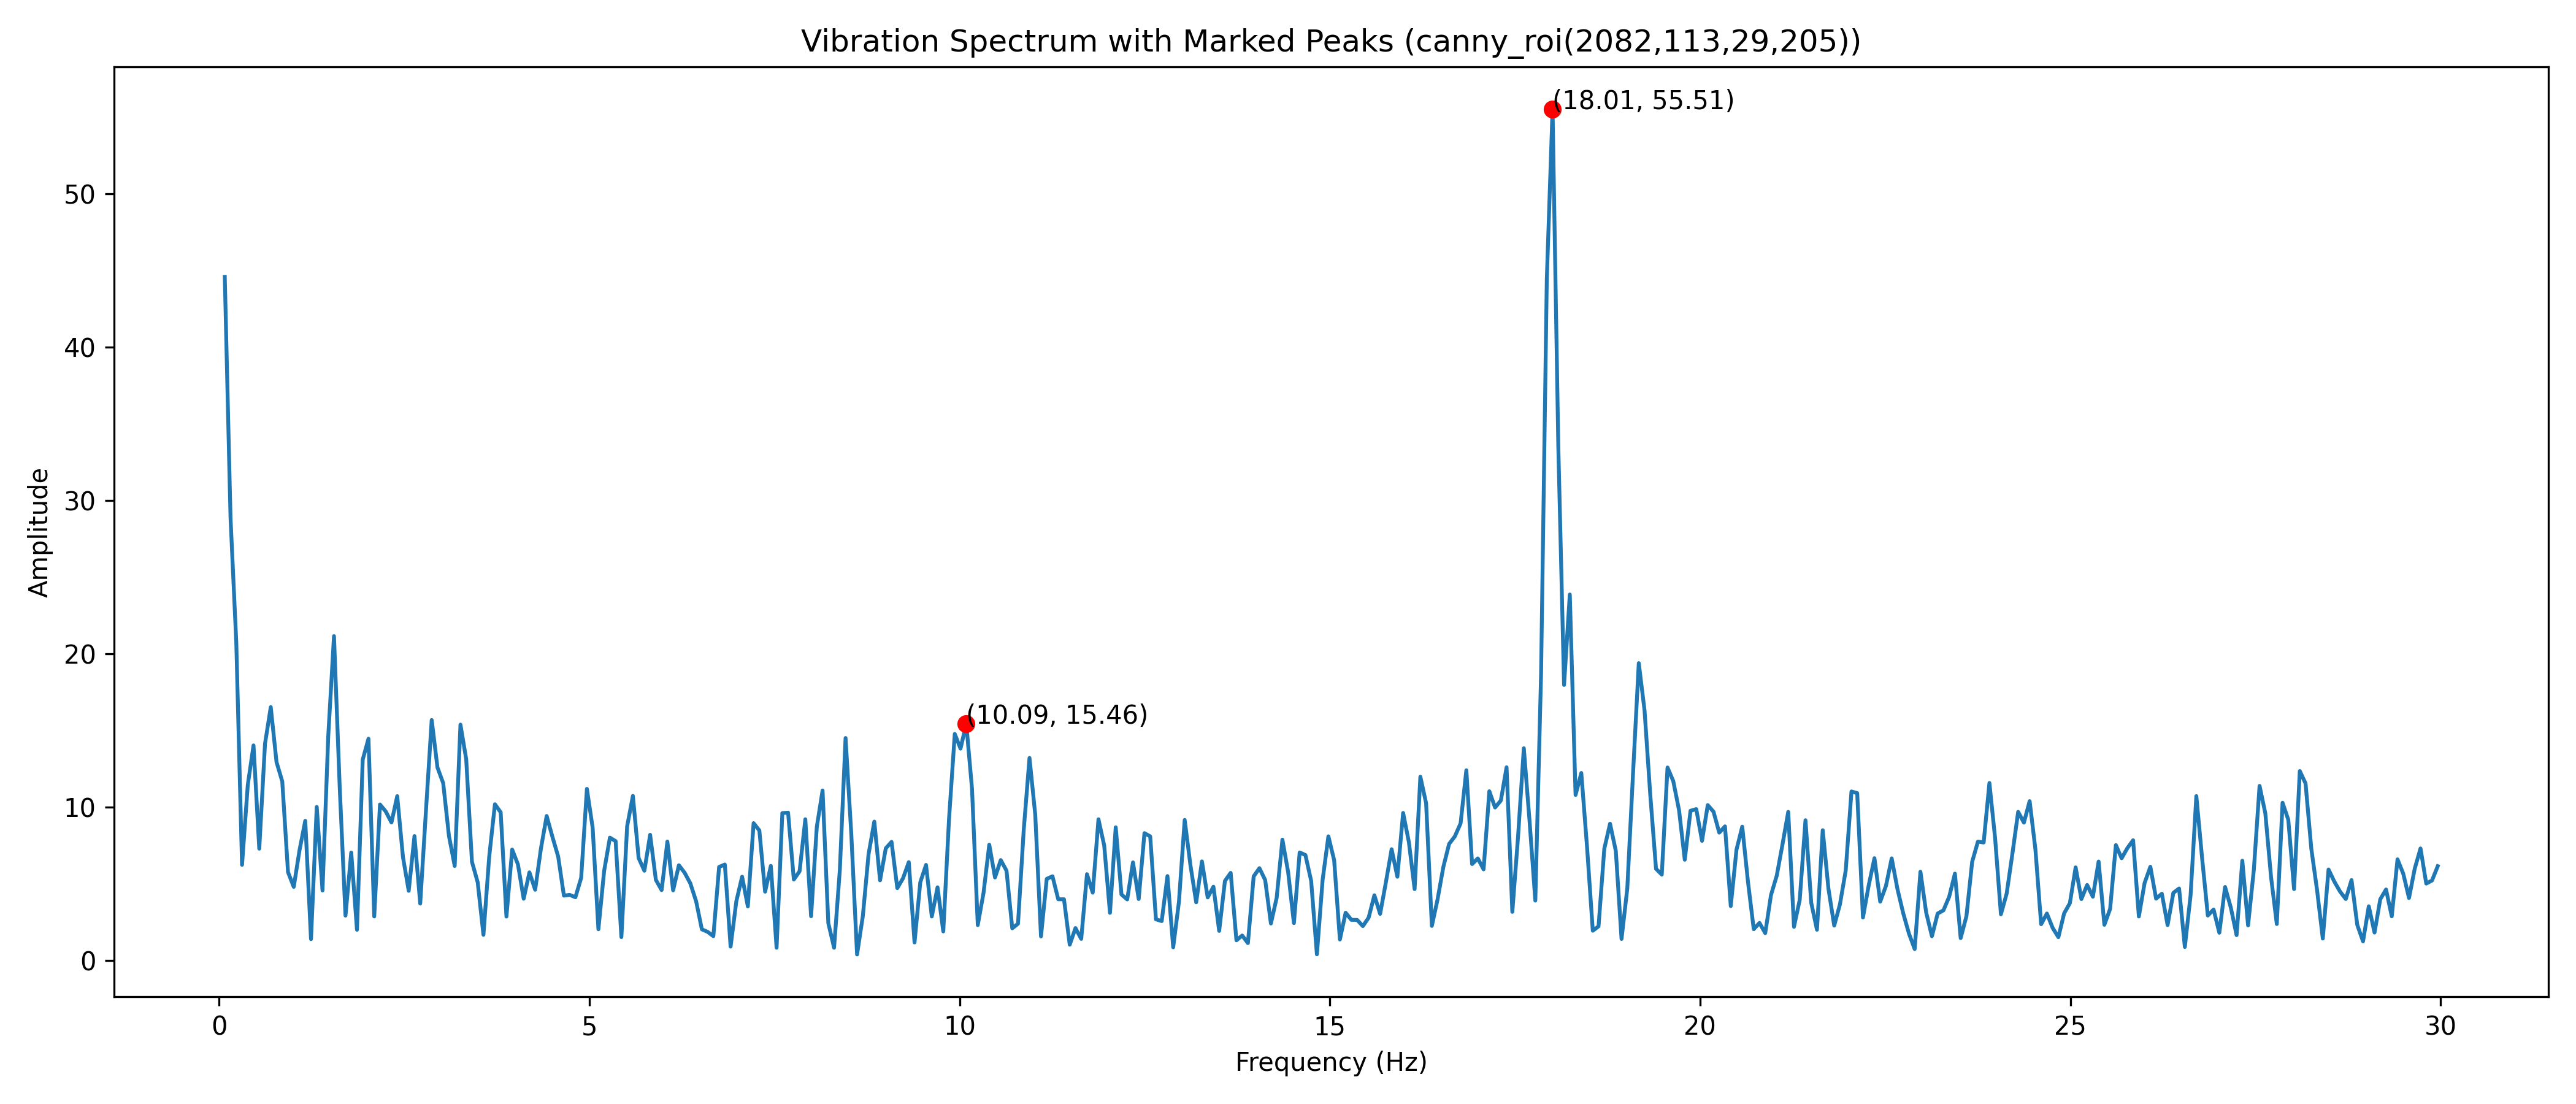 Vibration Spectrum with Marked Peaks (canny_roi(2082,113,29,205))
(18.01, 55.51)
(10.09, 15.46)
Amplitude
50
40
30
20
10
0
0 5 10 15 20 25 30
Frequency (Hz)